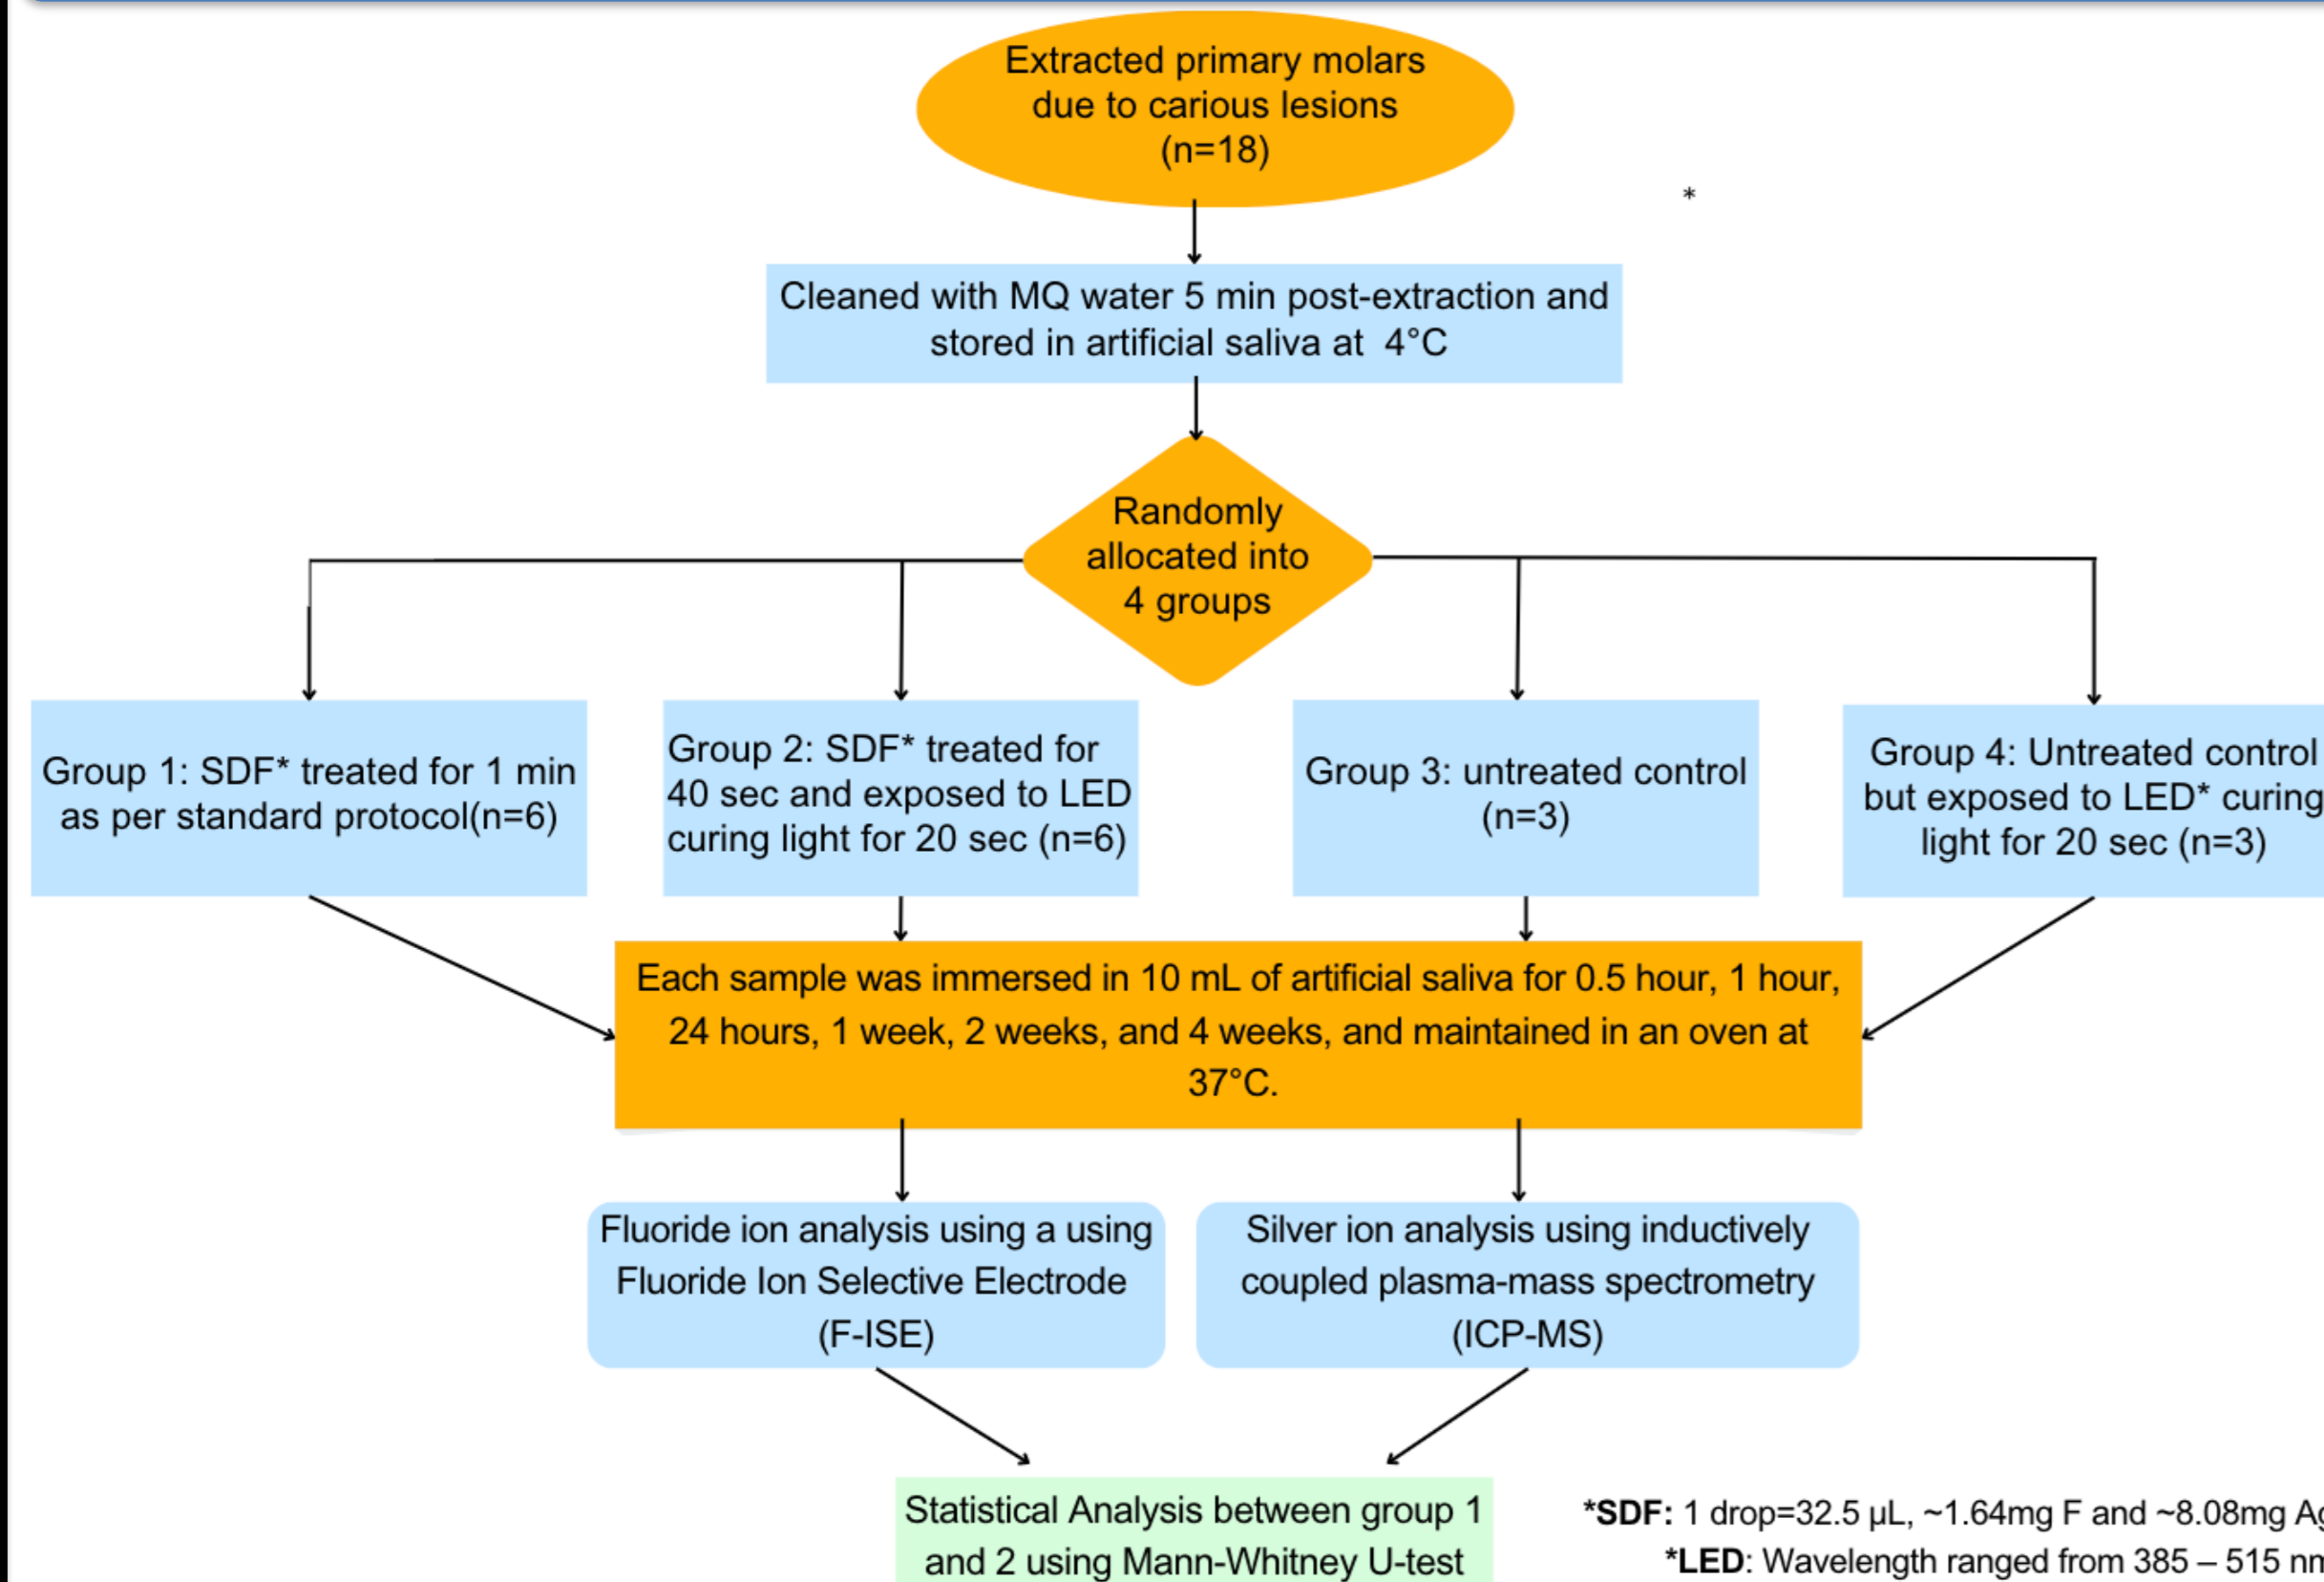 Extracted primary molars
due to carious lesions
(n=18)
*
Cleaned with MQ water 5 min post-extraction and
stored in artificial saliva at 4°C
Randomly
allocated into
4 groups
Group 1: SDF* treated for 1 min
as per standard protocol(n=6)
Group 2: SDF* treated for
40 sec and exposed to LED
curing light for 20 sec (n=6)
Group 3: untreated control
(n=3)
Group 4: Untreated control
but exposed to LED* curing
light for 20 sec (n=3)
Each sample was immersed in 10 mL of artificial saliva for 0.5 hour, 1 hour,
24 hours, 1 week, 2 weeks, and 4 weeks, and maintained in an oven at
37°C.
Fluoride ion analysis using a using
Fluoride Ion Selective Electrode
(F-ISE)
Silver ion analysis using inductively
coupled plasma-mass spectrometry
(ICP-MS)
Statistical Analysis between group 1
and 2 using Mann-Whitney U-test
*SDF: 1 drop=32.5 µL, ~1.64mg F and ~8.08mg Ag
*LED: Wavelength ranged from 385 – 515 nm